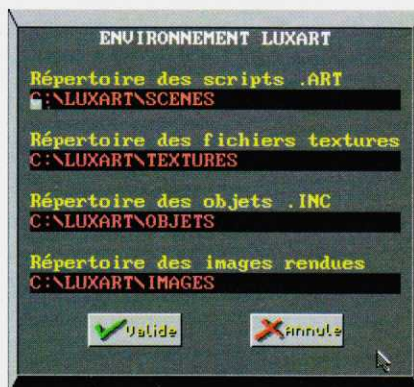 ENVIRONNEMENT LUXART
Répertoire des scripts .ART
C:\LUXART\SCENES
Répertoire des fichiers textures
C:\LUXART\TEXTURES
Répertoire des objets .INC
C:\LUXART\OBJETS
Répertoire des images rendues
C:\LUXART\IMAGES
Valide Annule